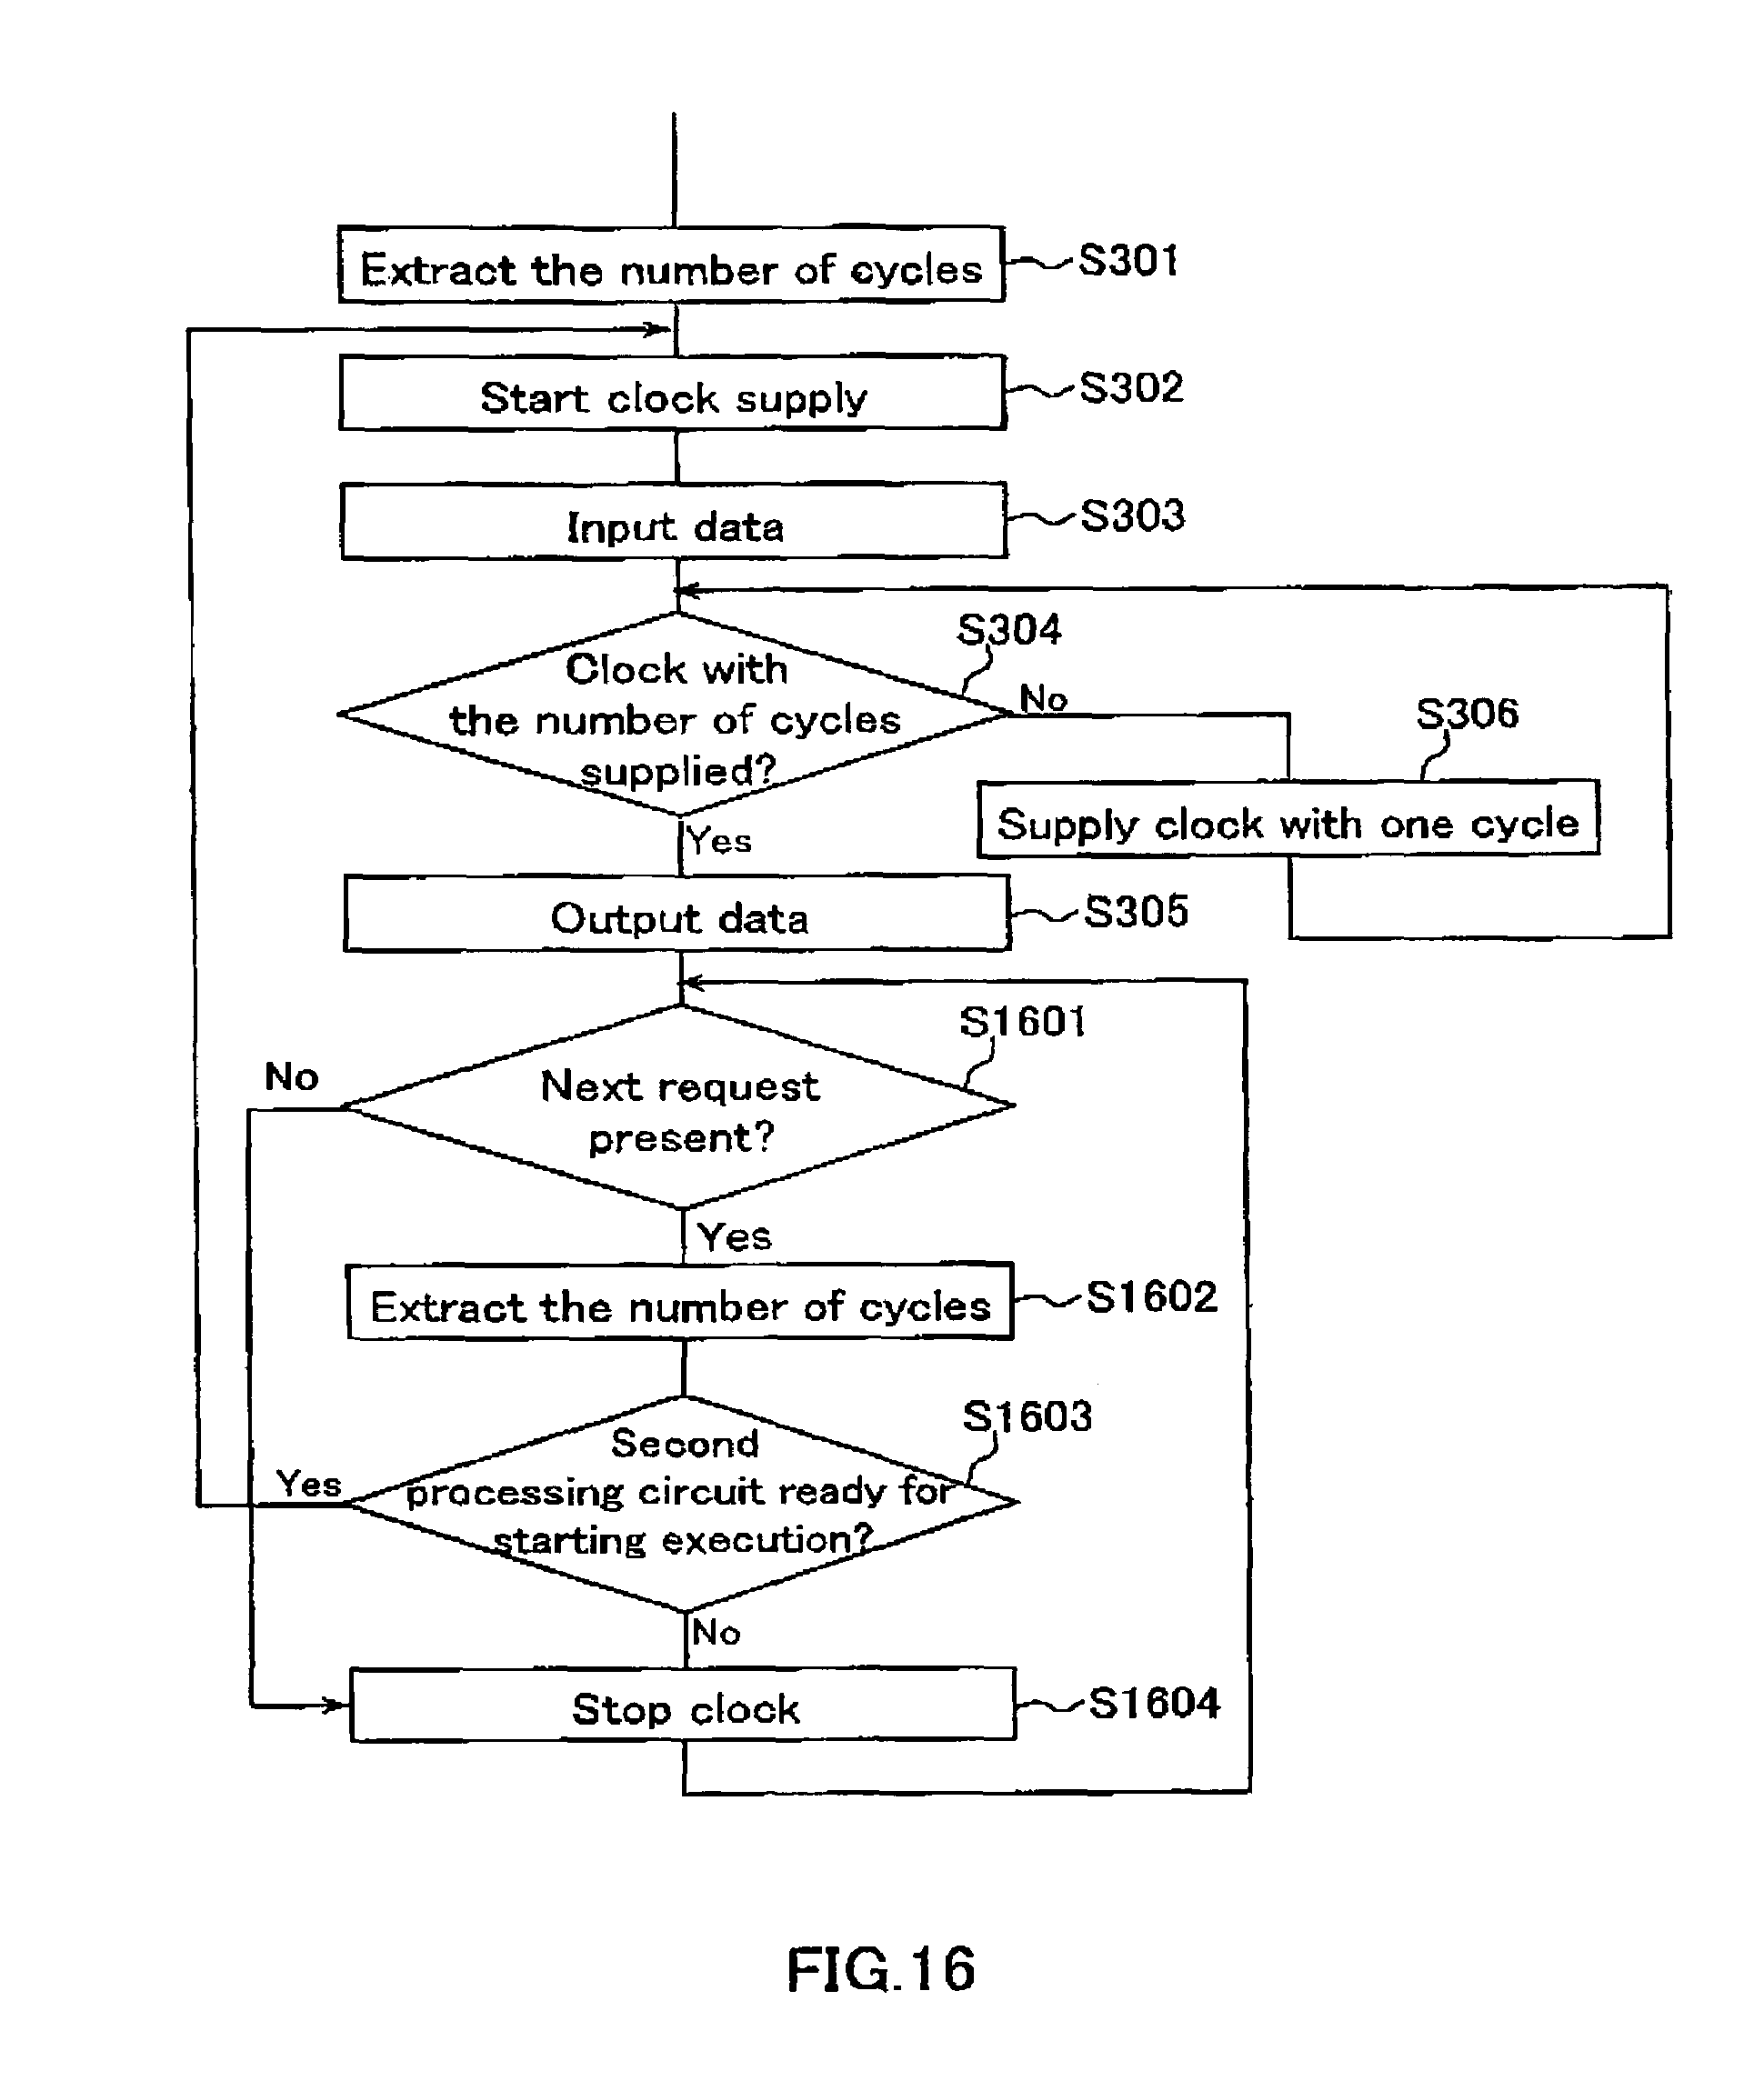 Extract the number of cycles
S301
Start clock supply
S302
Input data
S303
S304
Clock with
the number of cycles
supplied?
No
S306
Supply clock with one cycle
Yes
Output data
S305
S1601
No
Next request
present?
Yes
Extract the number of cycles
S1602
S1603
Second
processing circuit ready for
starting execution?
Yes
No
Stop clock
S1604
FIG.16